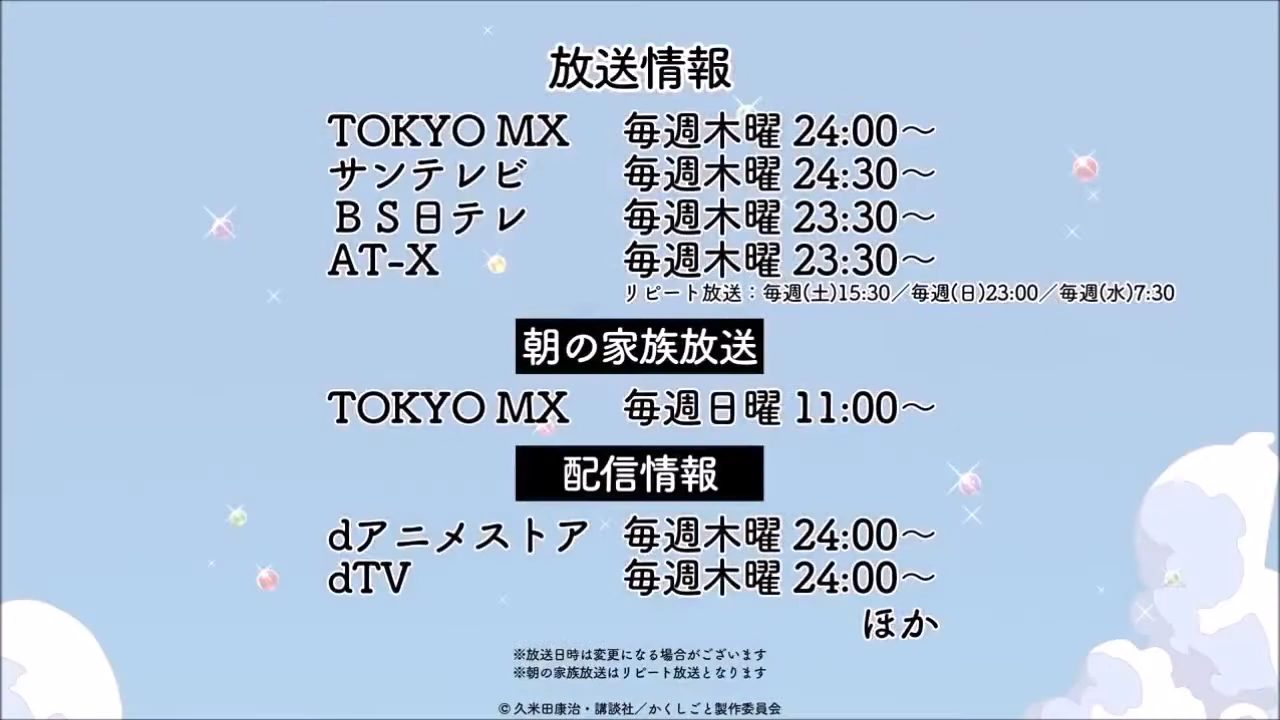 放送情報
TOKYO MX 毎週木曜 24:00～
サンテレビ 毎週木曜 24:30～
ＢＳ日テレ 毎週木曜 23:30～
AT-X 毎週木曜 23:30～
リピート放送：毎週(土)15:30／毎週(日)23:00／毎週(水)7:30
朝の家族放送
TOKYO MX 毎週日曜 11:00～
配信情報
dアニメストア 毎週木曜 24:00～
dTV 毎週木曜 24:00～
ほか
※放送日時は変更になる場合がございます
※朝の家族放送はリピート放送となります
©久米田康治・講談社／かくしごと製作委員会